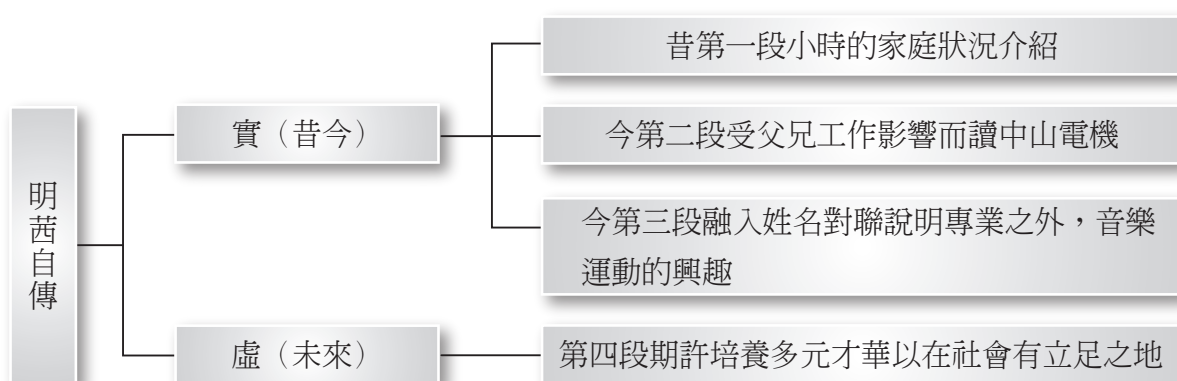 明茜自傳
實（昔今）
昔第一段小時的家庭狀況介紹
今第二段受父兄工作影響而讀中山電機
今第三段融入姓名對聯說明專業之外，音樂
運動的興趣
虛（未來）
第四段期許培養多元才華以在社會有立足之地